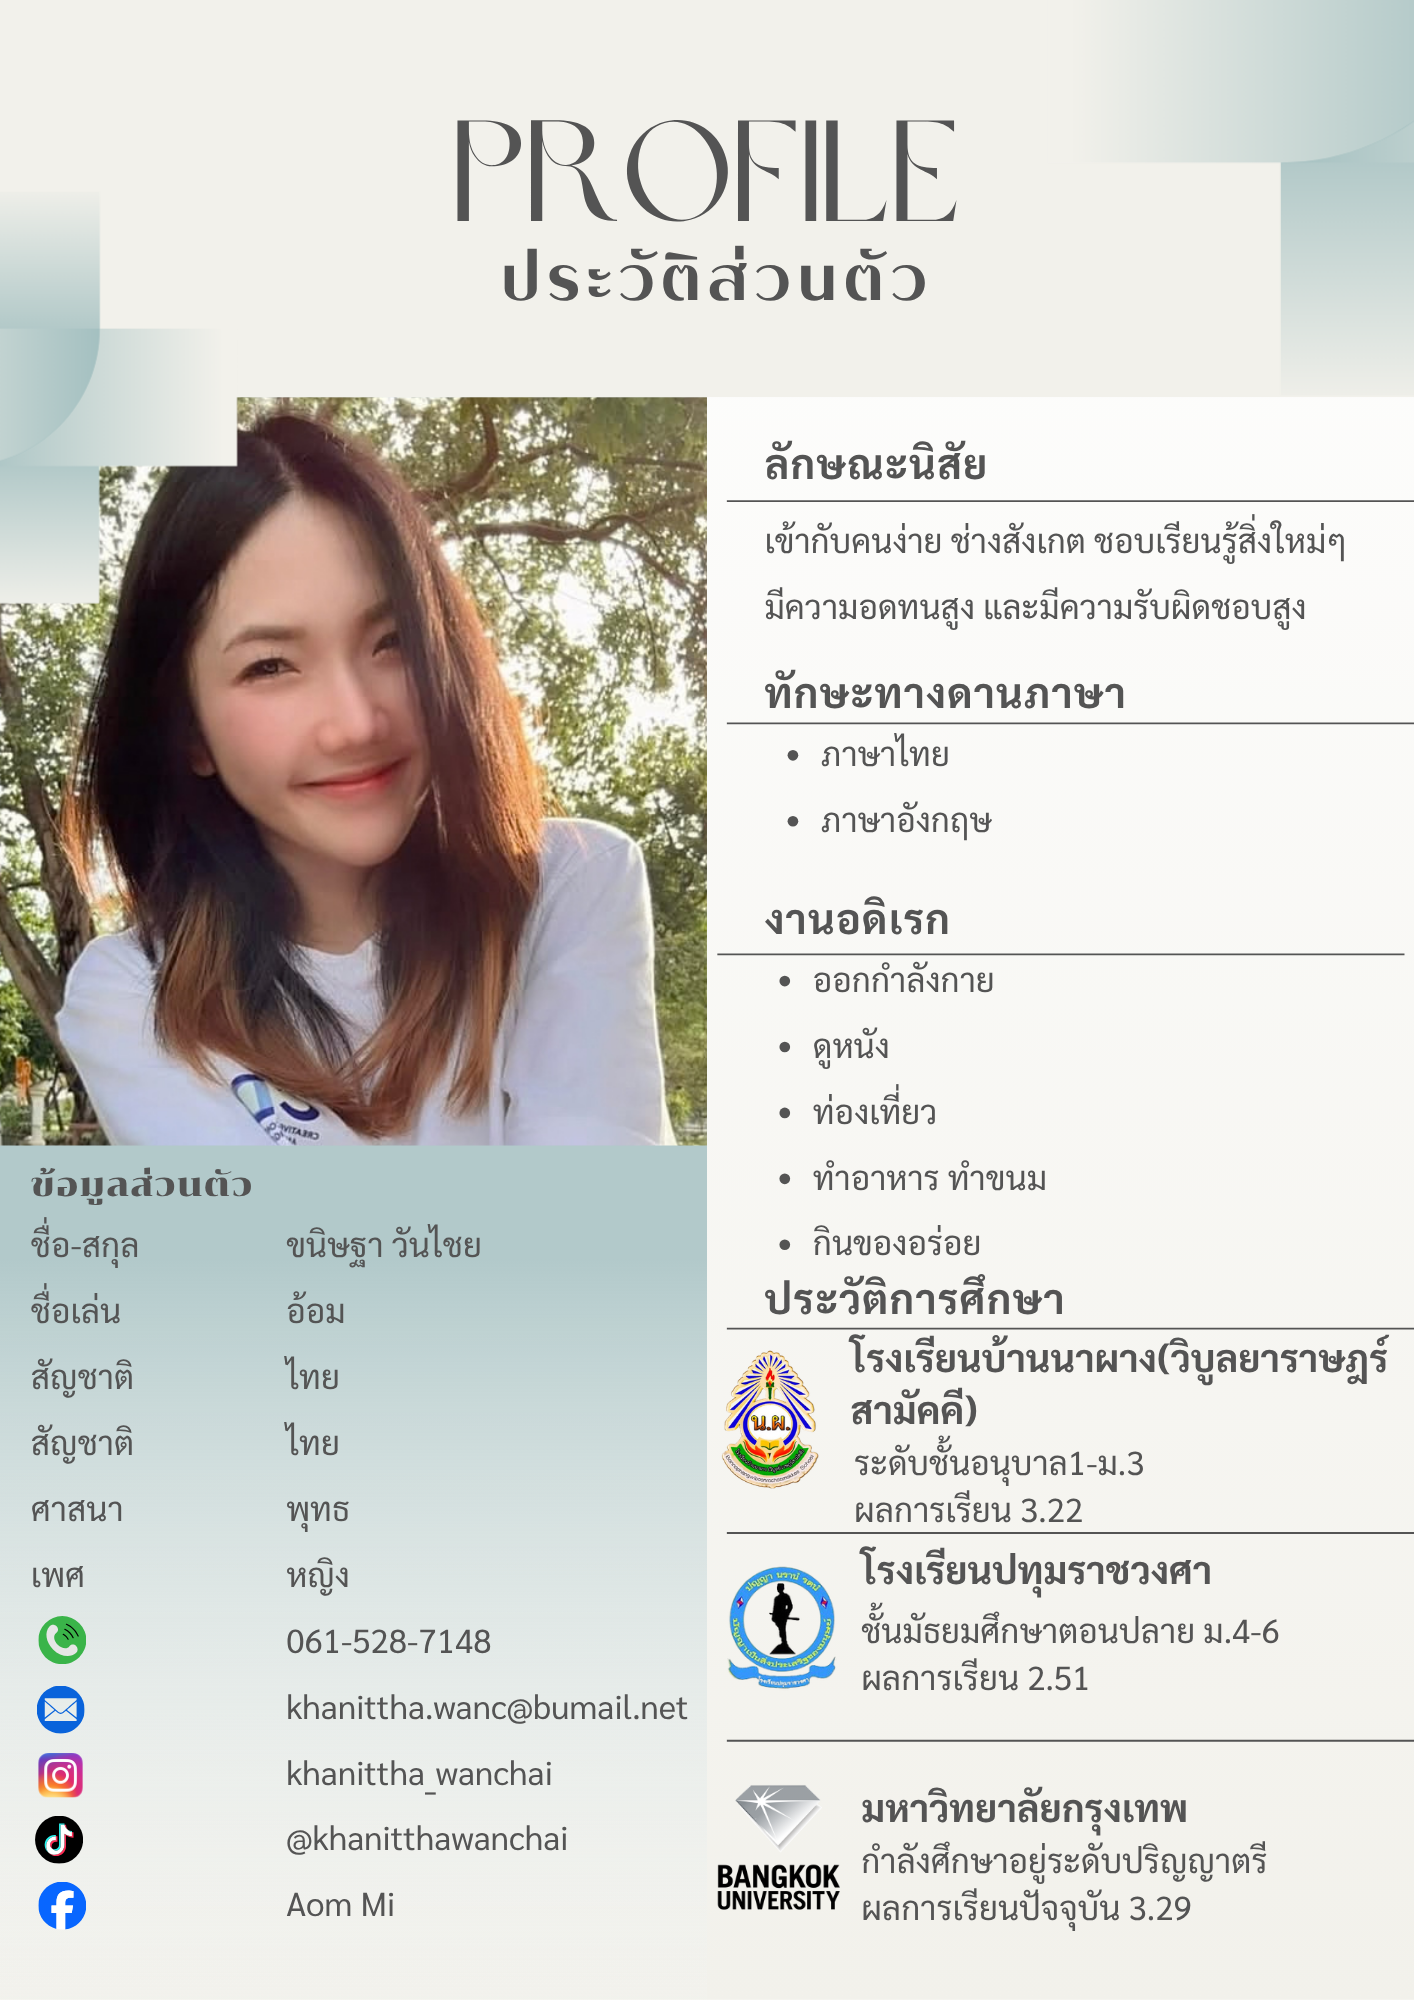 PROFILE
ประวัติส่วนตัว
ลักษณะนิสัย
เข้ากับคนง่าย ช่างสังเกต ชอบเรียนรู้สิ่งใหม่ๆ
มีความอดทนสูง และมีความรับผิดชอบสูง
ทักษะทางดานภาษา
• ภาษาไทย
• ภาษาอังกฤษ
งานอดิเรก
• ออกกำลังกาย
• ดูหนัง
• ท่องเที่ยว
• ทำอาหาร ทำขนม
• กินของอร่อย
ประวัติการศึกษา
น.ผ.
โรงเรียนบ้านนาผาง(วิบูลยาราษฎร์
สามัคคี)
ระดับชั้นอนุบาล1-ม.3
ผลการเรียน 3.22
ปญฺญา นรานํ รตนํ
โรงเรียนปทุมราชวงศา
ชั้นมัธยมศึกษาตอนปลาย ม.4-6
ผลการเรียน 2.51
BANGKOK
UNIVERSITY
มหาวิทยาลัยกรุงเทพ
กำลังศึกษาอยู่ระดับปริญญาตรี
ผลการเรียนปัจจุบัน 3.29
ข้อมูลส่วนตัว
ชื่อ-สกุล ขนิษฐา วันไชย
ชื่อเล่น อ้อม
สัญชาติ ไทย
สัญชาติ ไทย
ศาสนา พุทธ
เพศ หญิง
061-528-7148
khanittha.wanc@bumail.net
khanittha_wanchai
@khanitthawanchai
Aom Mi